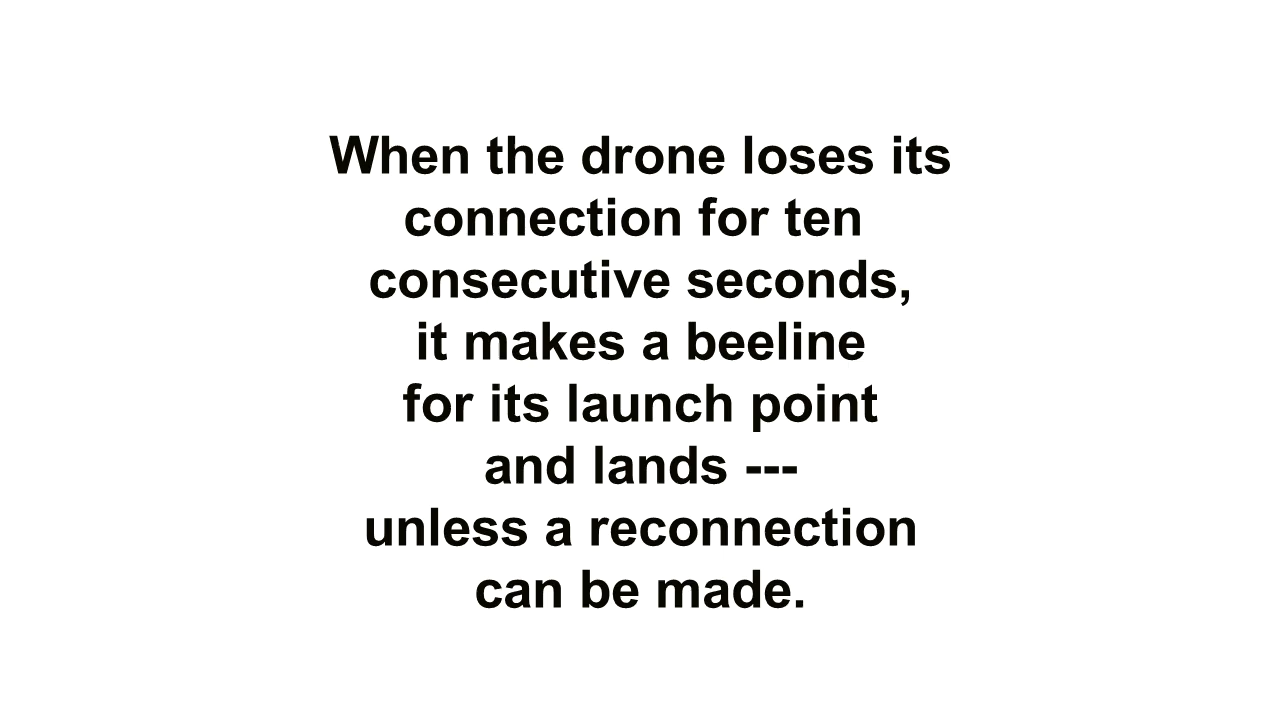 When the drone loses its
connection for ten
consecutive seconds,
it makes a beeline
for its launch point
and lands ---
unless a reconnection
can be made.